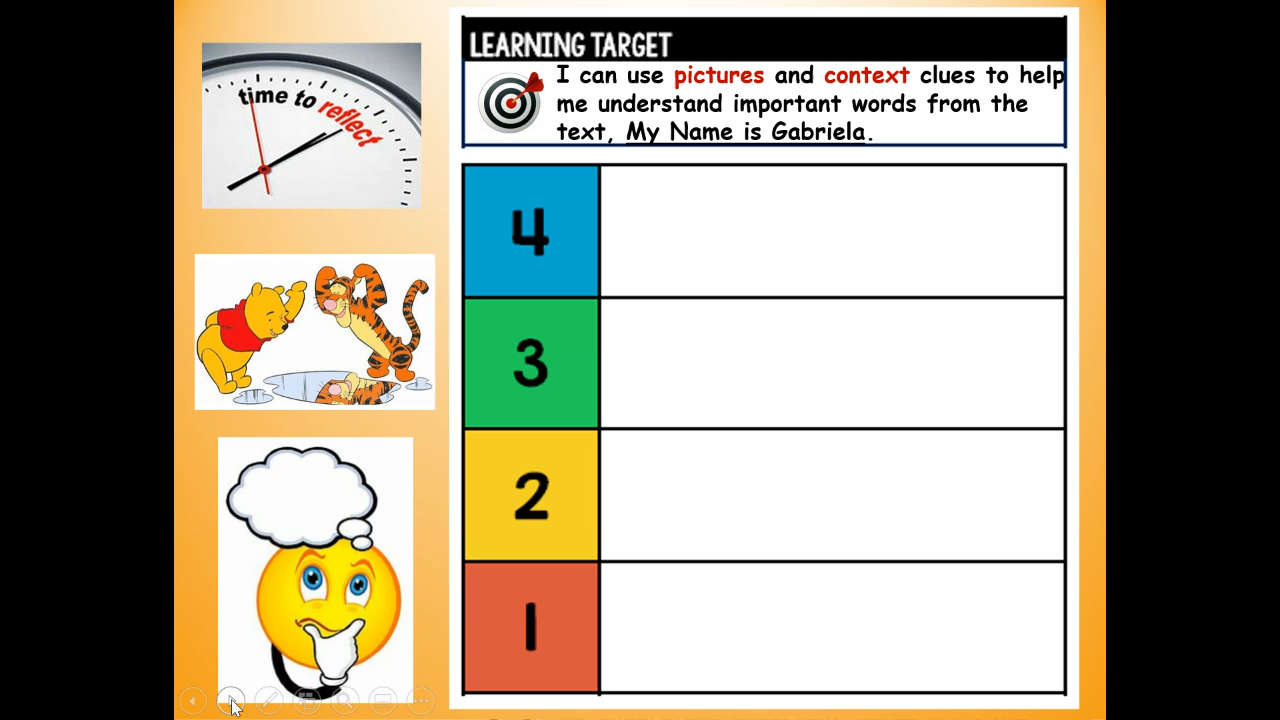 LEARNING TARGET
I can use pictures and context clues to help
me understand important words from the
text, My Name is Gabriela.
time to reflect
4
3
2
1